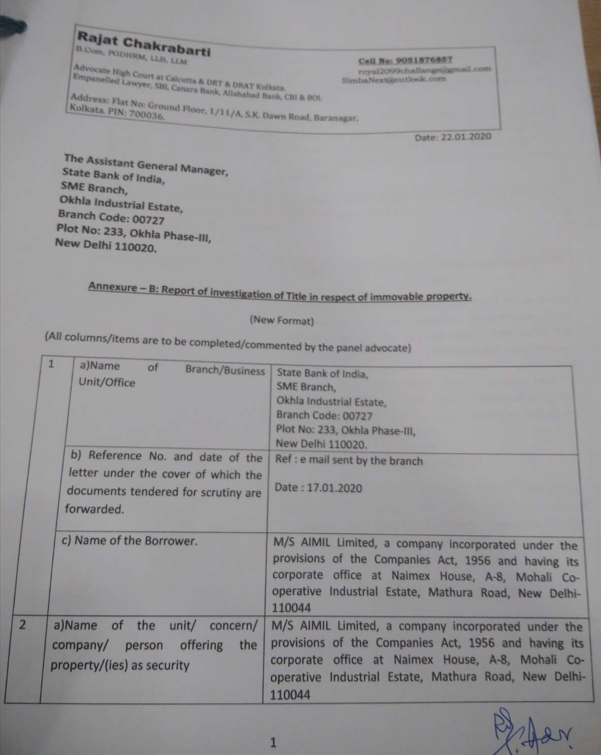 Rajat Chakrabarti
B.Com, PODHRM, LLB, LLM
Advocate High Court at Calcutta & DRT & DRAT Kolkata.
Empanelled Lawyer, SBI, Canara Bank, Allahabad Bank, CBI & BOI.
Address: Flat No: Ground Floor, 1/11/A, S.K. Dawn Road, Baranagar,
Kolkata. PIN: 700036.
Cell No: 9051876857
royal2099challange@gmail.com
SimbaNext@outlook.com
Date: 22.01.2020
The Assistant General Manager,
State Bank of India,
SME Branch,
Okhla Industrial Estate,
Branch Code: 00727
Plot No: 233, Okhla Phase-III,
New Delhi 110020.
Annexure – B: Report of investigation of Title in respect of immovable property.
(New Format)
(All columns/items are to be completed/commented by the panel advocate)
1
a)Name of Branch/Business
Unit/Office
State Bank of India,
SME Branch,
Okhla Industrial Estate,
Branch Code: 00727
Plot No: 233, Okhla Phase-III,
New Delhi 110020.
b) Reference No. and date of the
letter under the cover of which the
documents tendered for scrutiny are
forwarded.
Ref : e mail sent by the branch
Date : 17.01.2020
c) Name of the Borrower.
M/S AIMIL Limited, a company incorporated under the
provisions of the Companies Act, 1956 and having its
corporate office at Naimex House, A-8, Mohali Co-
operative Industrial Estate, Mathura Road, New Delhi-
110044
2
a)Name of the unit/ concern/
company/ person offering the
property/(ies) as security
M/S AIMIL Limited, a company incorporated under the
provisions of the Companies Act, 1956 and having its
corporate office at Naimex House, A-8, Mohali Co-
operative Industrial Estate, Mathura Road, New Delhi-
110044
1